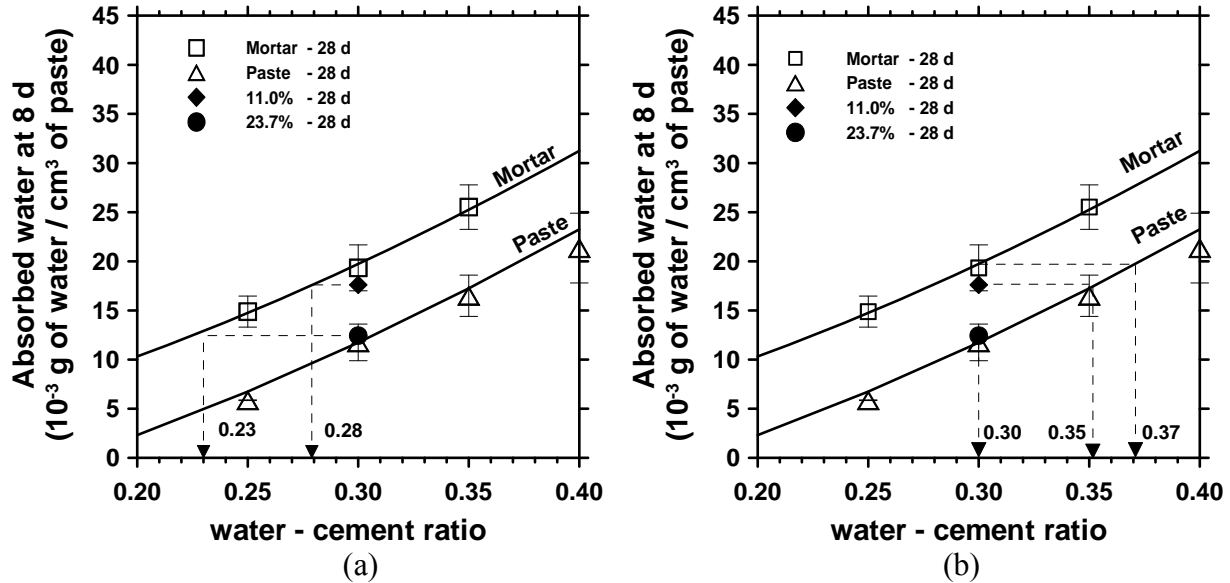 Absorbed water at 8 d
(10⁻³ g of water / cm³ of paste)
45
40
35
30
25
20
15
10
5
0
Mortar - 28 d
Paste - 28 d
11.0% - 28 d
23.7% - 28 d
Mortar
Paste
0.23
0.28
0.20
0.25
0.30
0.35
0.40
water - cement ratio
(a)
Absorbed water at 8 d
(10⁻³ g of water / cm³ of paste)
45
40
35
30
25
20
15
10
5
0
Mortar - 28 d
Paste - 28 d
11.0% - 28 d
23.7% - 28 d
Mortar
Paste
0.30
0.35
0.37
0.20
0.25
0.30
0.35
0.40
water - cement ratio
(b)